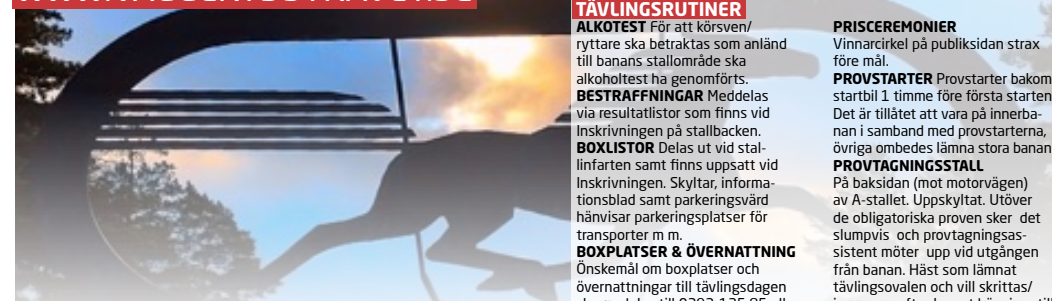 TÄVLINGSRUTINER
ALKOTEST För att körsven/
ryttare ska betraktas som anländ
till banans stallområde ska
alkoholtest ha genomförts.
BESTRAFFNINGAR Meddelas
via resultatlistor som finns vid
Inskrivningen på stallbacken.
BOXLISTOR Delas ut vid stal-
linfarten samt finns uppsatt vid
Inskrivningen. Skyltar, informa-
tionsblad samt parkeringsvärd
hänvisar parkeringsplatser för
transporter m m.
BOXPLATSER & ÖVERNATTNING
Önskemål om boxplatser och
övernattningar till tävlingsdagen
PRISCEREMONIER
Vinnarcirkel på publiksidan strax
före mål.
PROVSTARTER Provstarter bakom
startbil 1 timme före första starten.
Det är tillåtet att vara på innerba-
nan i samband med provstarterna,
övriga ombedes lämna stora banan.
PROVTAGNINGSSTALL
På baksidan (mot motorvägen)
av A-stallet. Uppskyltat. Utöver
de obligatoriska proven sker det
slumpvis och provtagningsas-
sistent möter upp vid utgången
från banan. Häst som lämnat
tävlingsovalen och vill skrittas/